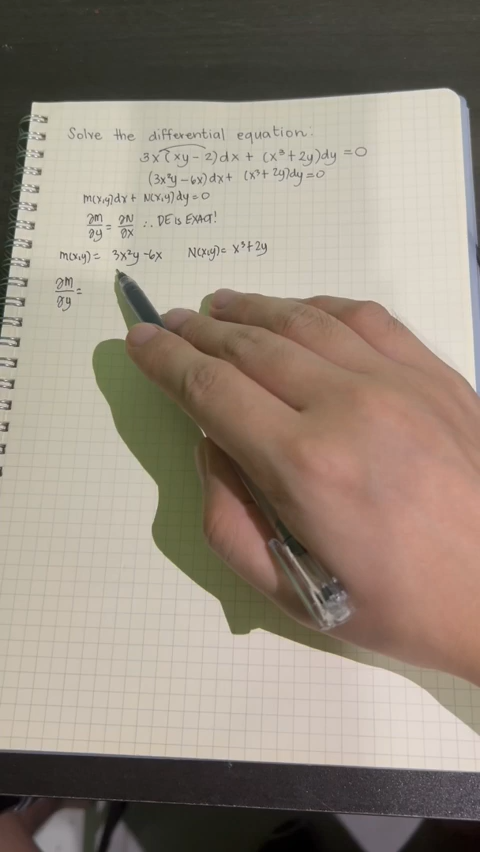 Solve the differential equation:
3x(xy-2)dx + (x³+2y)dy = 0
(3x²y-6x)dx + (x³+2y)dy = 0
m(x,y)dx + N(x,y)dy = 0
∂M/∂y = ∂N/∂x ∴ DE is EXACT!
m(x,y) = 3x²y-6x N(x,y) = x³+2y
∂M/∂y =